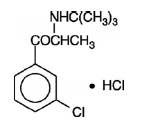 NHC(CH₃)₃
COCHCH₃
• HCl
Cl